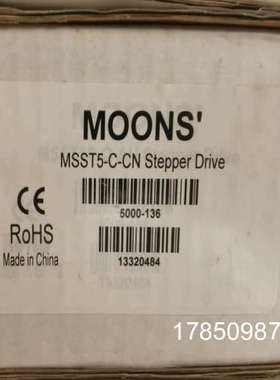 MOONS'
MSST5-C-CN Stepper Drive
CE
5000-136
RoHS
Made in China
13320484
17850987